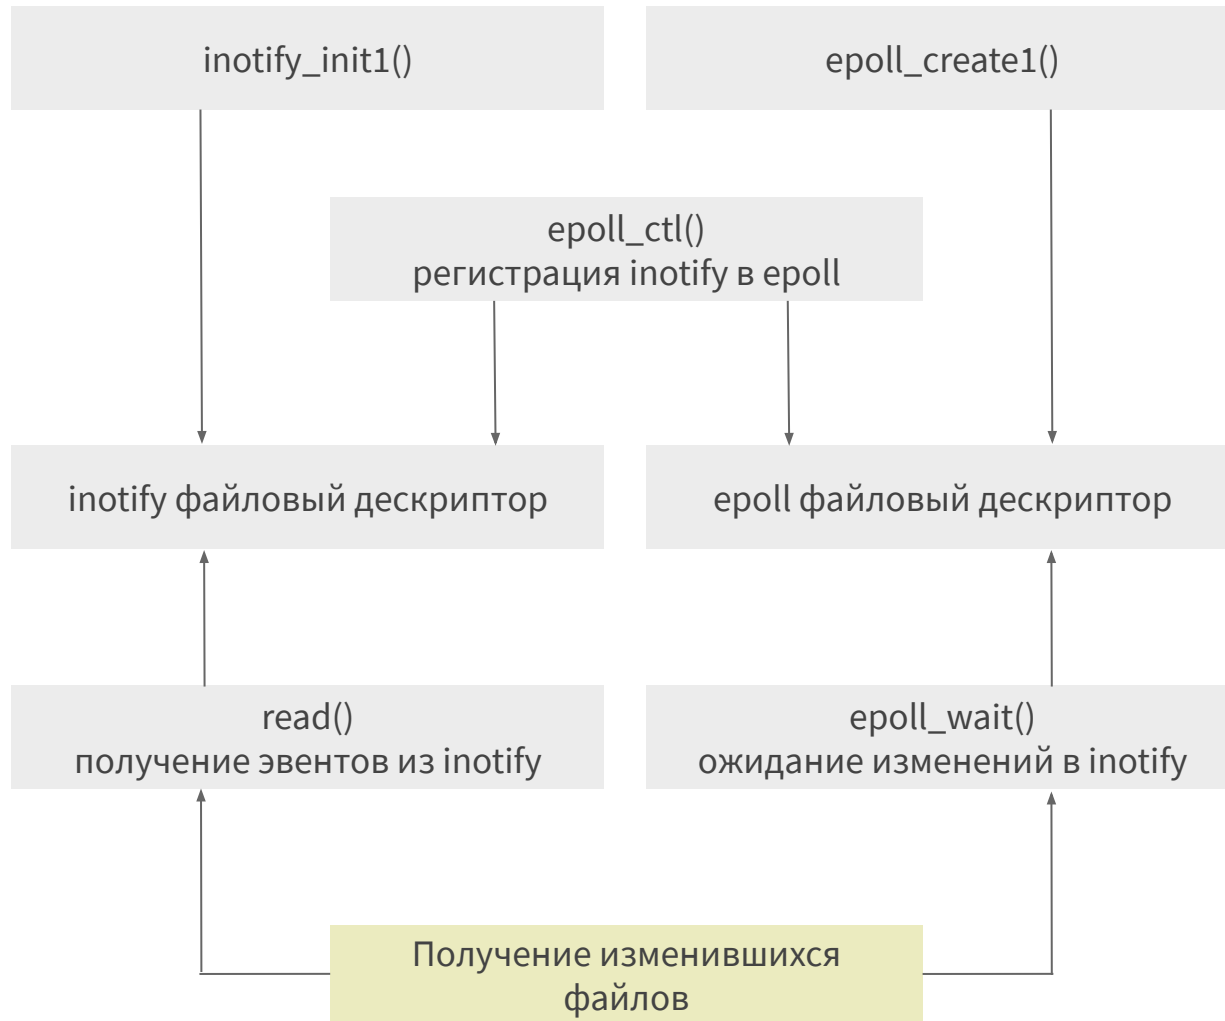 inotify_init1()
epoll_create1()
epoll_ctl()
регистрация inotify в epoll
inotify файловый дескриптор
epoll файловый дескриптор
read()
получение эвентов из inotify
epoll_wait()
ожидание изменений в inotify
Получение изменившихся
файлов